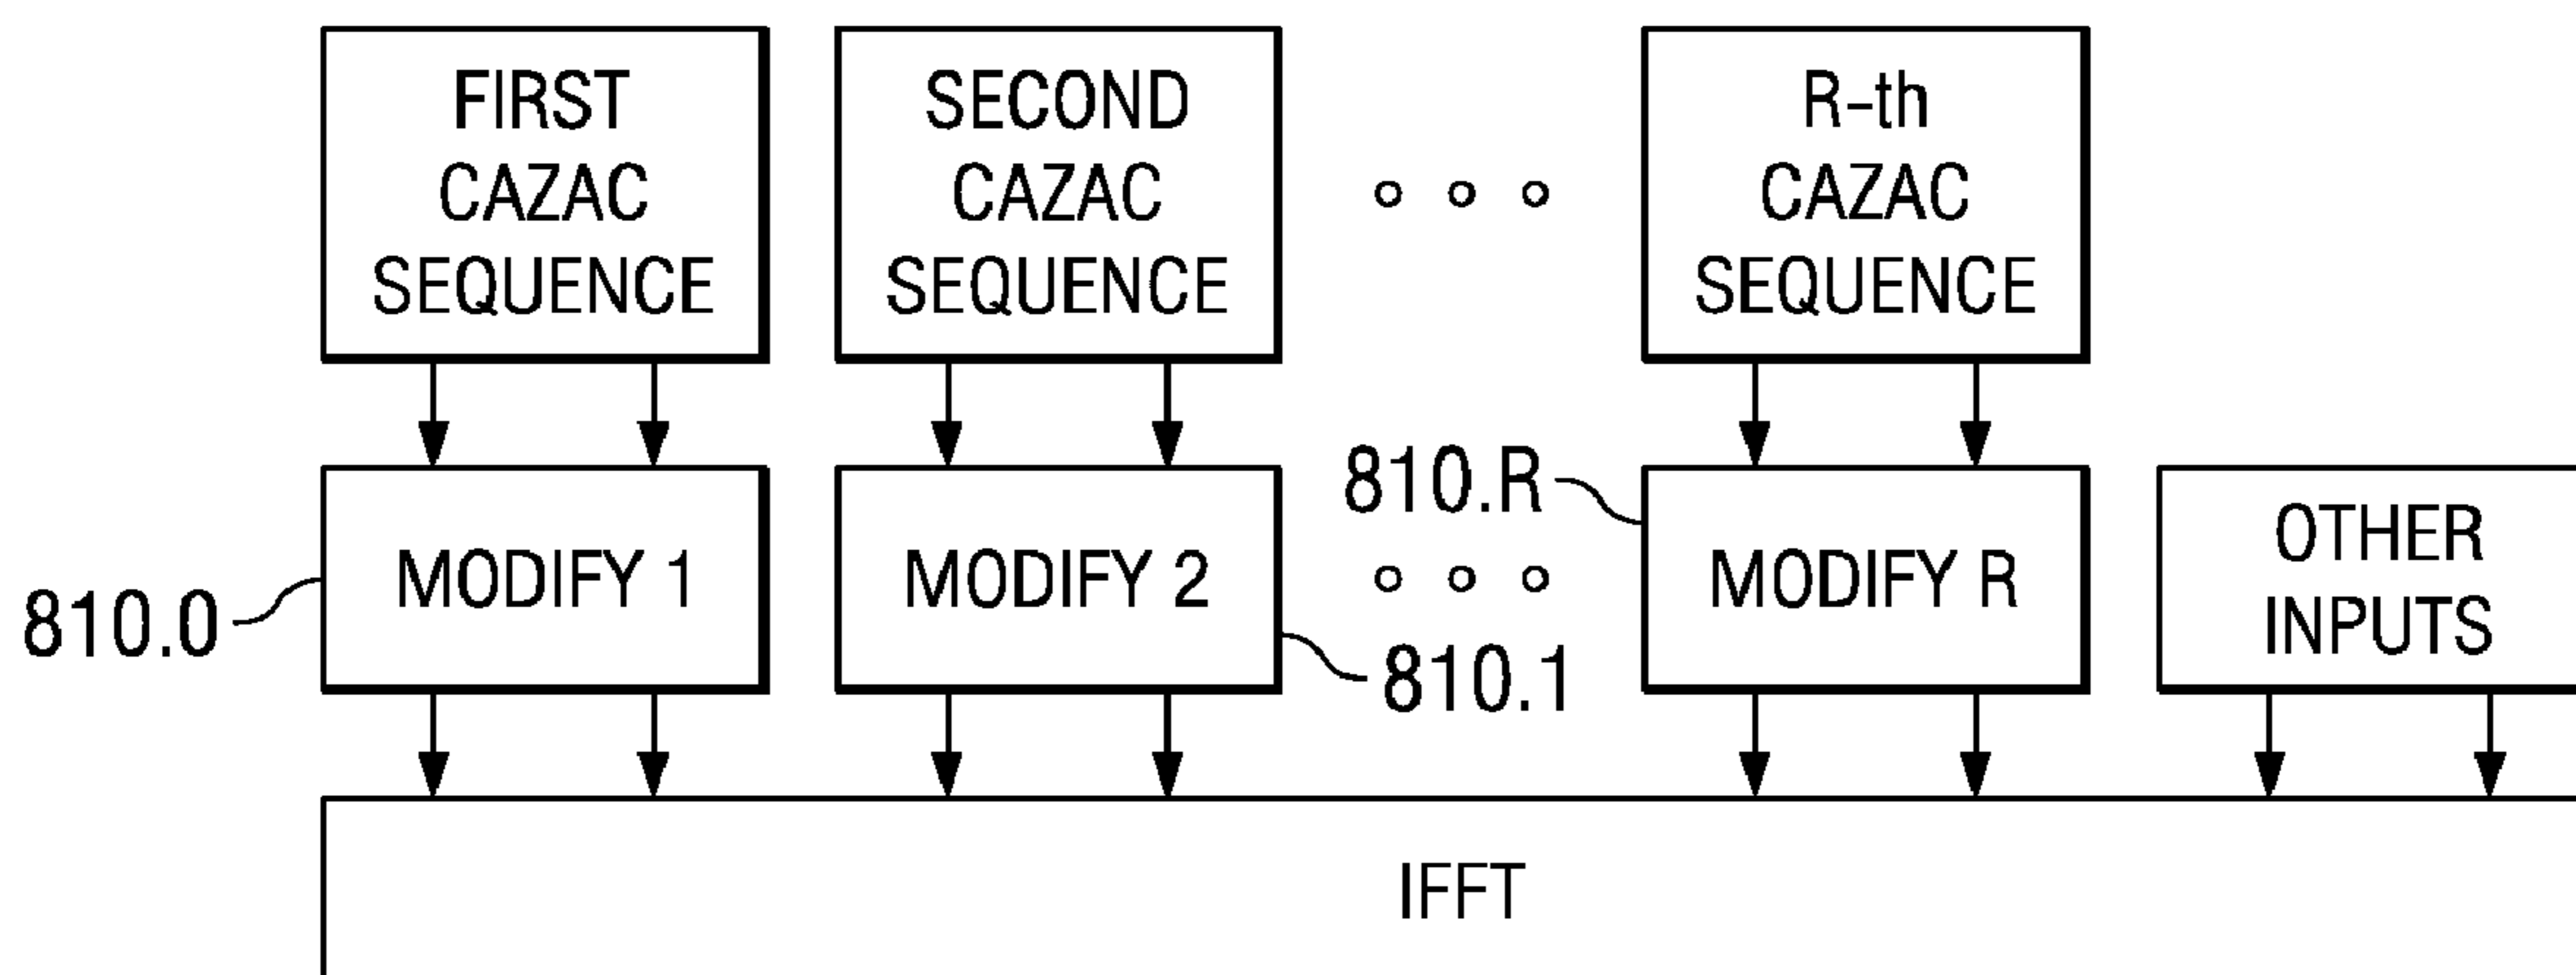 FIRST
CAZAC
SEQUENCE
SECOND
CAZAC
SEQUENCE
R-th
CAZAC
SEQUENCE
810.0
MODIFY 1
MODIFY 2
810.1
810.R
MODIFY R
OTHER
INPUTS
IFFT